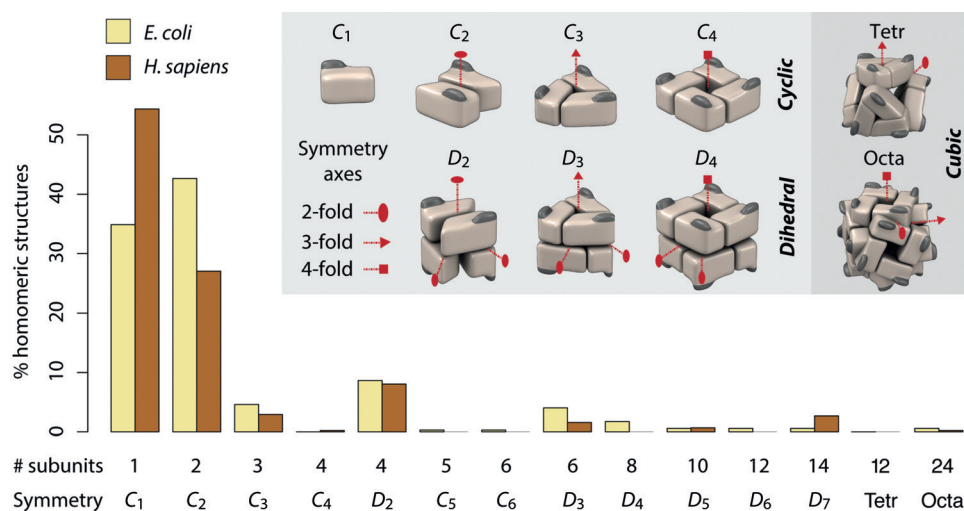 E. coli
H. sapiens
C1 C2 C3 C4 Tetr
Cyclic
Symmetry
axes
2-fold
3-fold
4-fold
D2 D3 D4 Octa
Dihedral
Cubic
% homomeric structures
50
40
30
20
10
0
# subunits 1 2 3 4 4 5 6 6 8 10 12 14 12 24
Symmetry C1 C2 C3 C4 D2 C5 C6 D3 D4 D5 D6 D7 Tetr Octa